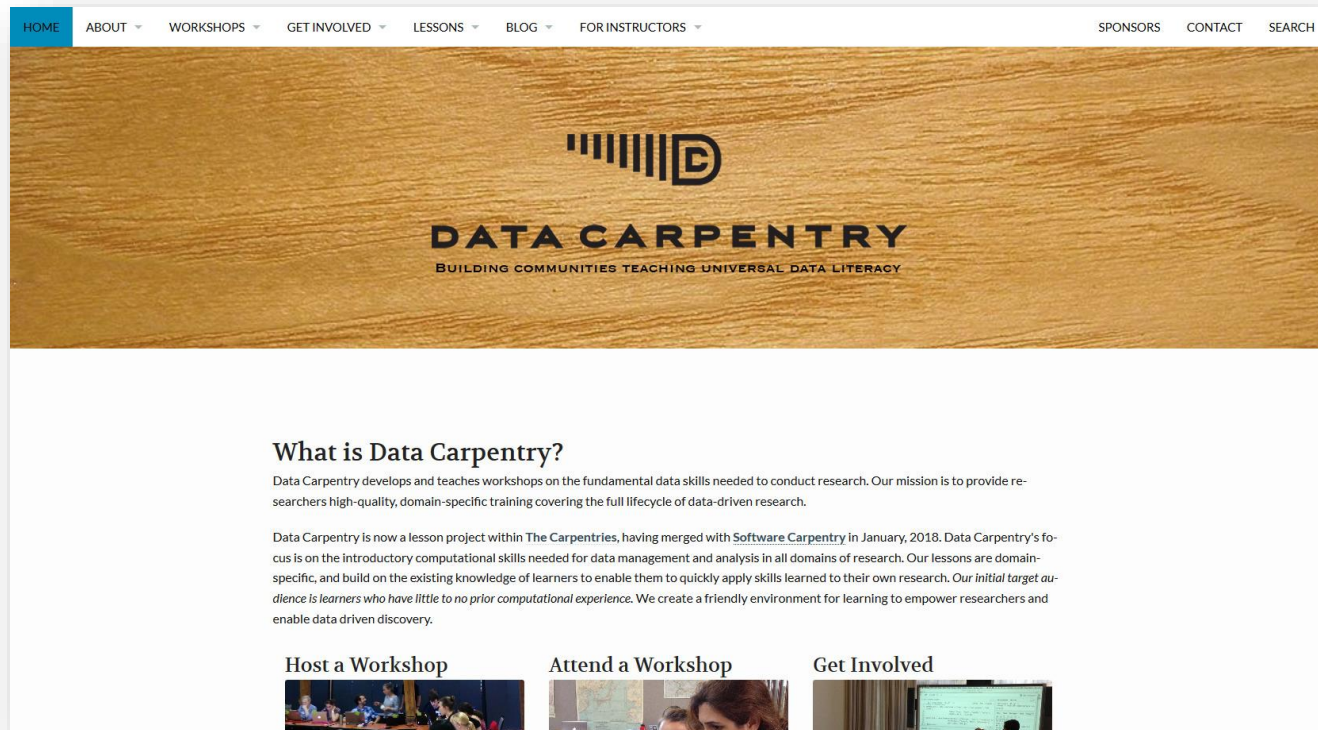 HOME ABOUT WORKSHOPS GET INVOLVED LESSONS BLOG FOR INSTRUCTORS SPONSORS CONTACT SEARCH
DC
DATA CARPENTRY
BUILDING COMMUNITIES TEACHING UNIVERSAL DATA LITERACY
What is Data Carpentry?
Data Carpentry develops and teaches workshops on the fundamental data skills needed to conduct research. Our mission is to provide re-
searchers high-quality, domain-specific training covering the full lifecycle of data-driven research.
Data Carpentry is now a lesson project within The Carpentries, having merged with Software Carpentry in January, 2018. Data Carpentry's fo-
cus is on the introductory computational skills needed for data management and analysis in all domains of research. Our lessons are domain-
specific, and build on the existing knowledge of learners to enable them to quickly apply skills learned to their own research. Our initial target au-
dience is learners who have little to no prior computational experience. We create a friendly environment for learning to empower researchers and
enable data driven discovery.
Host a Workshop Attend a Workshop Get Involved